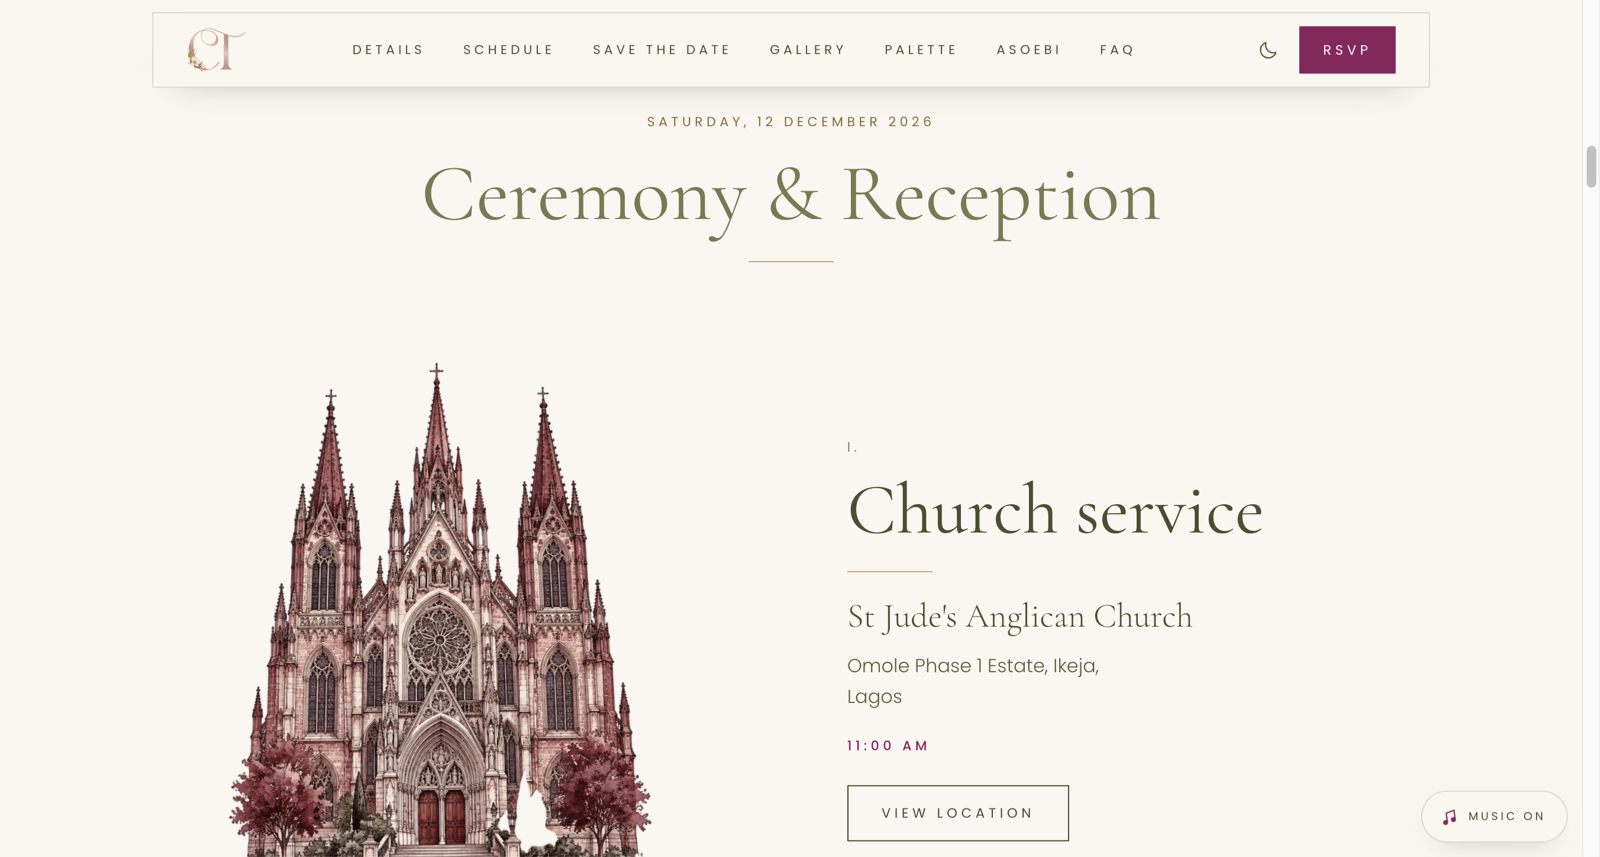 CT
DETAILS SCHEDULE SAVE THE DATE GALLERY PALETTE ASOEBI FAQ RSVP
SATURDAY, 12 DECEMBER 2026
Ceremony & Reception
I.
Church service
St Jude's Anglican Church
Omole Phase 1 Estate, Ikeja,
Lagos
11:00 AM
VIEW LOCATION
MUSIC ON